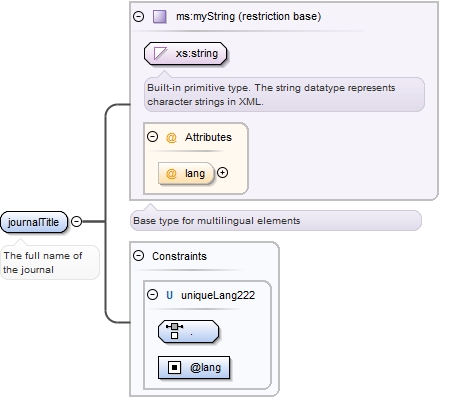 ms:myString (restriction base)
xs:string
Built-in primitive type. The string datatype represents
character strings in XML.
@ Attributes
@ lang
Base type for multilingual elements
journalTitle
The full name of
the journal
Constraints
U uniqueLang222
.
@lang